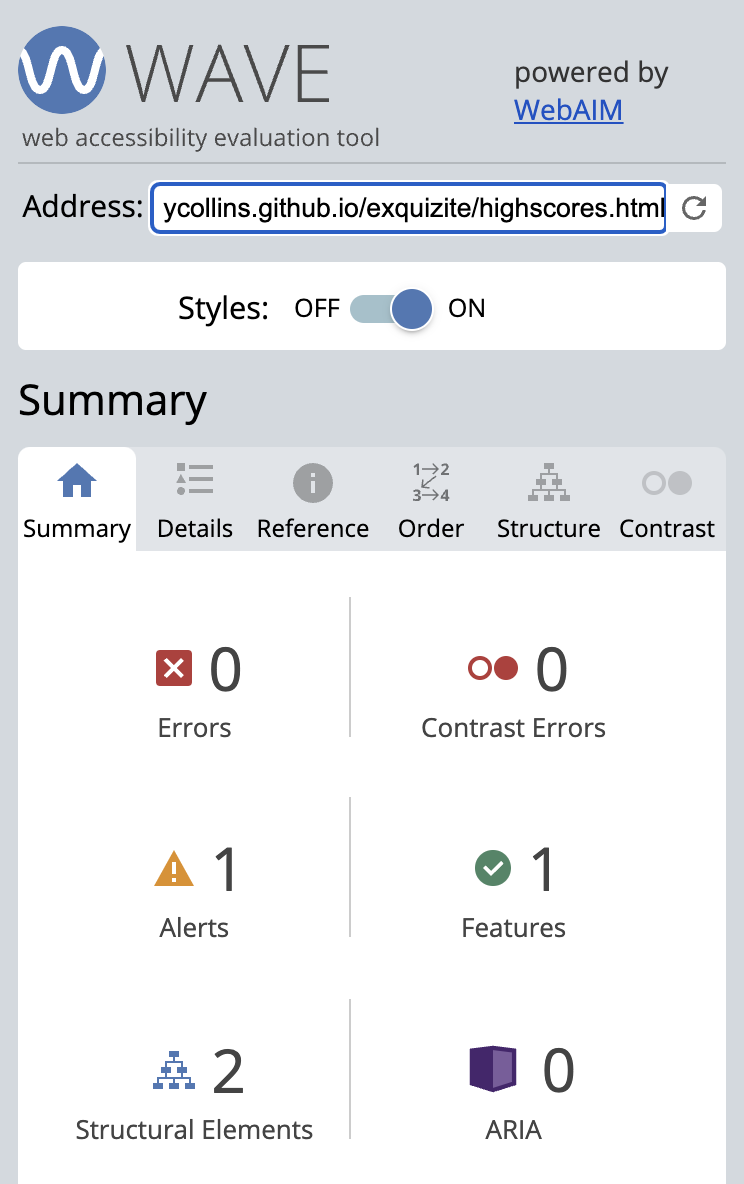 WAVE
powered by
WebAIM
web accessibility evaluation tool
Address: ycollins.github.io/exquizite/highscores.html
Styles: OFF ON
Summary
1→2
3→4
Summary Details Reference Order Structure Contrast
0 0
Errors Contrast Errors
1 1
Alerts Features
2 0
Structural Elements ARIA